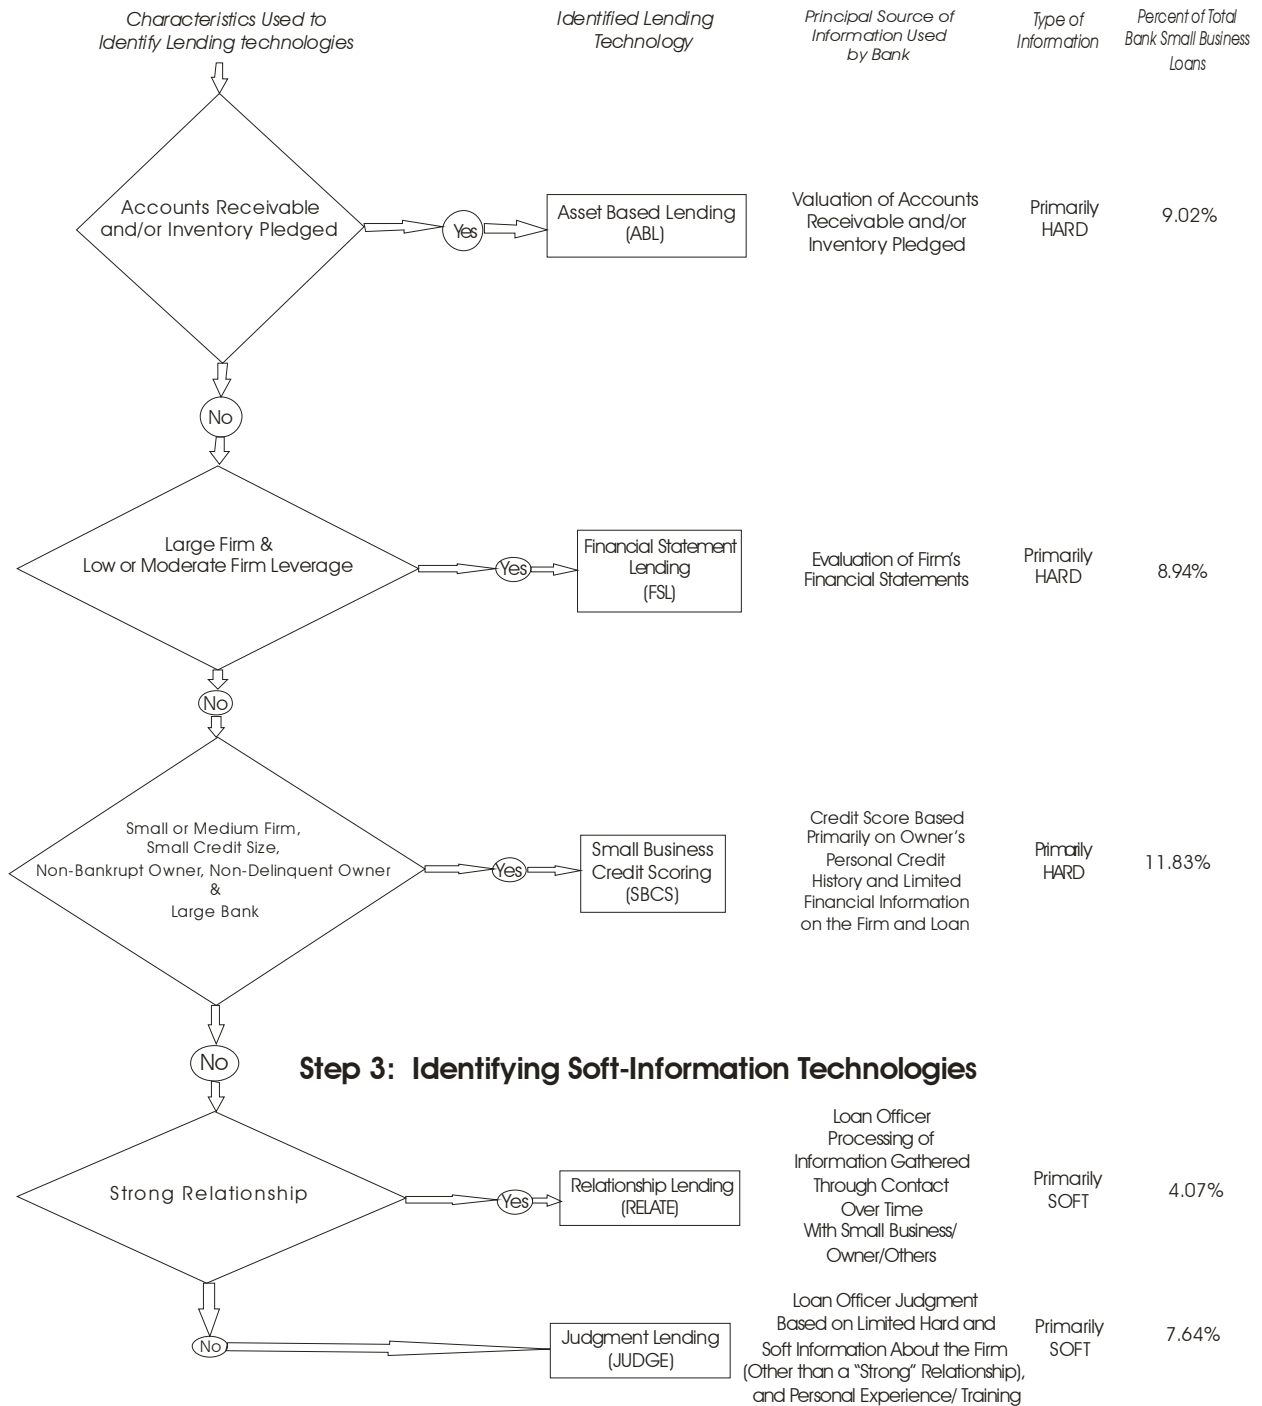 Characteristics Used to
Identify Lending technologies
Identified Lending
Technology
Principal Source of
Information Used
by Bank
Type of
Information
Percent of Total
Bank Small Business
Loans
Accounts Receivable
and/or Inventory Pledged
Yes
Asset Based Lending
(ABL)
Valuation of Accounts
Receivable and/or
Inventory Pledged
Primarily
HARD
9.02%
No
Large Firm &
Low or Moderate Firm Leverage
Yes
Financial Statement
Lending
(FSL)
Evaluation of Firm's
Financial Statements
Primarily
HARD
8.94%
No
Small or Medium Firm,
Small Credit Size,
Non-Bankrupt Owner, Non-Delinquent Owner
&
Large Bank
Yes
Small Business
Credit Scoring
(SBCS)
Credit Score Based
Primarily on Owner's
Personal Credit
History and Limited
Financial Information
on the Firm and Loan
Primarily
HARD
11.83%
No
Step 3: Identifying Soft-Information Technologies
Strong Relationship
Yes
Relationship Lending
(RELATE)
Loan Officer
Processing of
Information Gathered
Through Contact
Over Time
With Small Business/
Owner/Others
Primarily
SOFT
4.07%
No
Judgment Lending
(JUDGE)
Loan Officer Judgment
Based on Limited Hard and
Soft Information About the Firm
(Other than a "Strong" Relationship),
and Personal Experience/ Training
Primarily
SOFT
7.64%